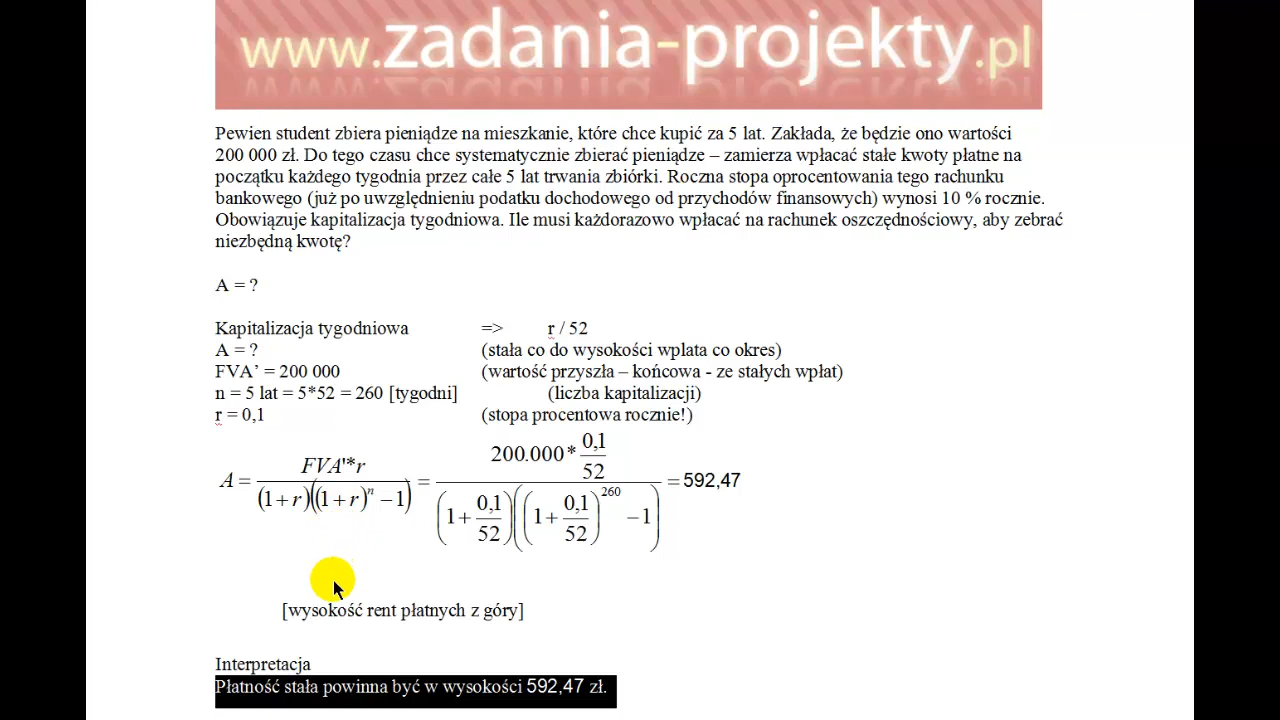 www.zadania-projekty.pl
Pewien student zbiera pieniądze na mieszkanie, które chce kupić za 5 lat. Zakłada, że będzie ono wartości
200 000 zł. Do tego czasu chce systematycznie zbierać pieniądze – zamierza wpłacać stałe kwoty płatne na
początku każdego tygodnia przez całe 5 lat trwania zbiórki. Roczna stopa oprocentowania tego rachunku
bankowego (już po uwzględnieniu podatku dochodowego od przychodów finansowych) wynosi 10 % rocznie.
Obowiązuje kapitalizacja tygodniowa. Ile musi każdorazowo wpłacać na rachunek oszczędnościowy, aby zebrać
niezbędną kwotę?
A = ?
Kapitalizacja tygodniowa => r / 52
A = ? (stała co do wysokości wplata co okres)
FVA’ = 200 000 (wartość przyszła – końcowa - ze stałych wpłat)
n = 5 lat = 5*52 = 260 [tygodni] (liczba kapitalizacji)
r = 0,1 (stopa procentowa rocznie!)
A = FVA'*r / (1+r)((1+r)^n −1) = 200.000* 0,1/52 / (1+ 0,1/52)((1+ 0,1/52)^260 −1) = 592,47
[wysokość rent płatnych z góry]
Interpretacja
Płatność stała powinna być w wysokości 592,47 zł.